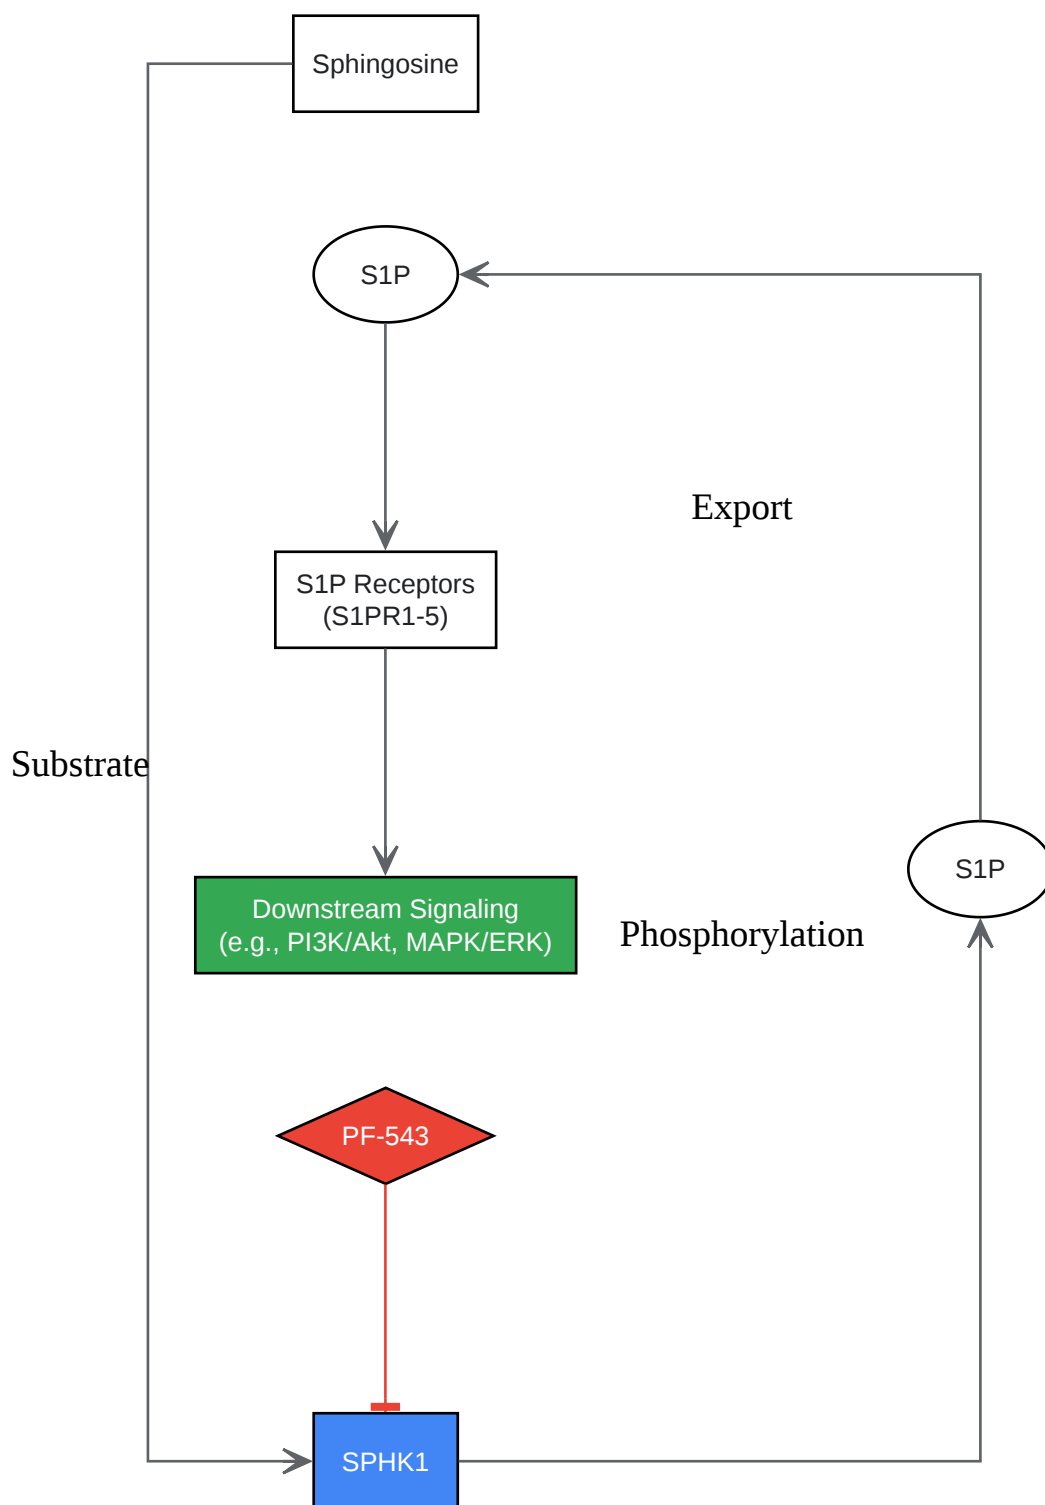 Sphingosine
S1P
Export
S1P Receptors
(S1PR1-5)
Substrate
S1P
Downstream Signaling
(e.g., PI3K/Akt, MAPK/ERK)
Phosphorylation
PF-543
SPHK1